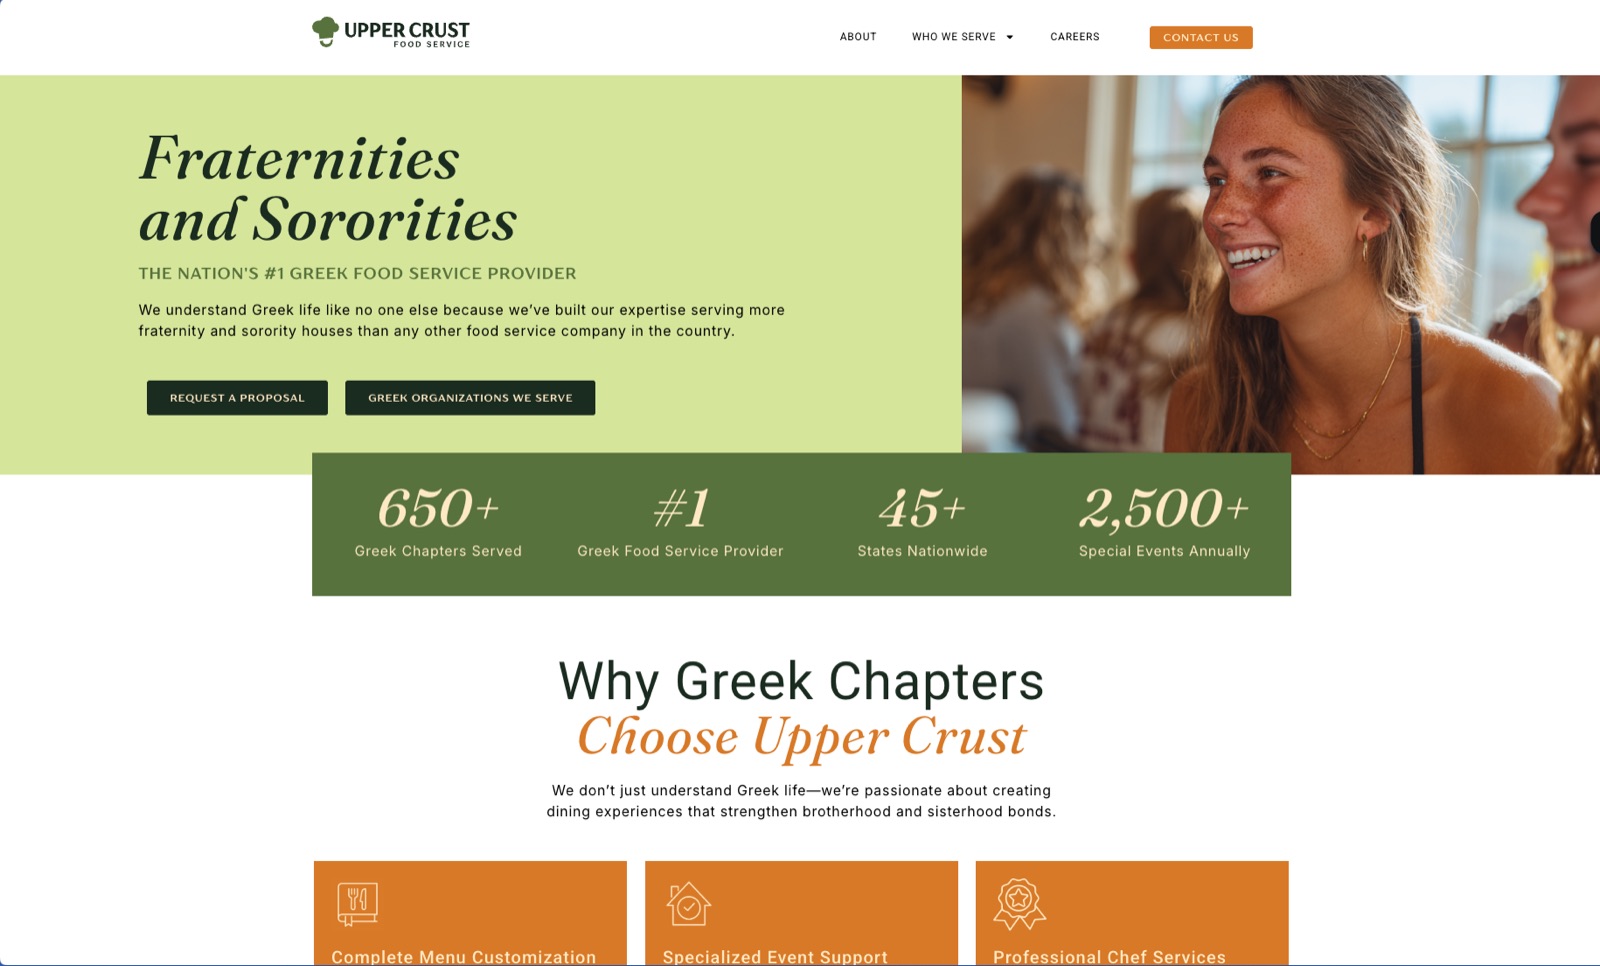 UPPER CRUST
FOOD SERVICE
ABOUT
WHO WE SERVE
CAREERS
CONTACT US
Fraternities
and Sororities
THE NATION'S #1 GREEK FOOD SERVICE PROVIDER
We understand Greek life like no one else because we’ve built our expertise serving more
fraternity and sorority houses than any other food service company in the country.
REQUEST A PROPOSAL
GREEK ORGANIZATIONS WE SERVE
650+
Greek Chapters Served
#1
Greek Food Service Provider
45+
States Nationwide
2,500+
Special Events Annually
Why Greek Chapters
Choose Upper Crust
We don’t just understand Greek life—we’re passionate about creating
dining experiences that strengthen brotherhood and sisterhood bonds.
Complete Menu Customization
Specialized Event Support
Professional Chef Services